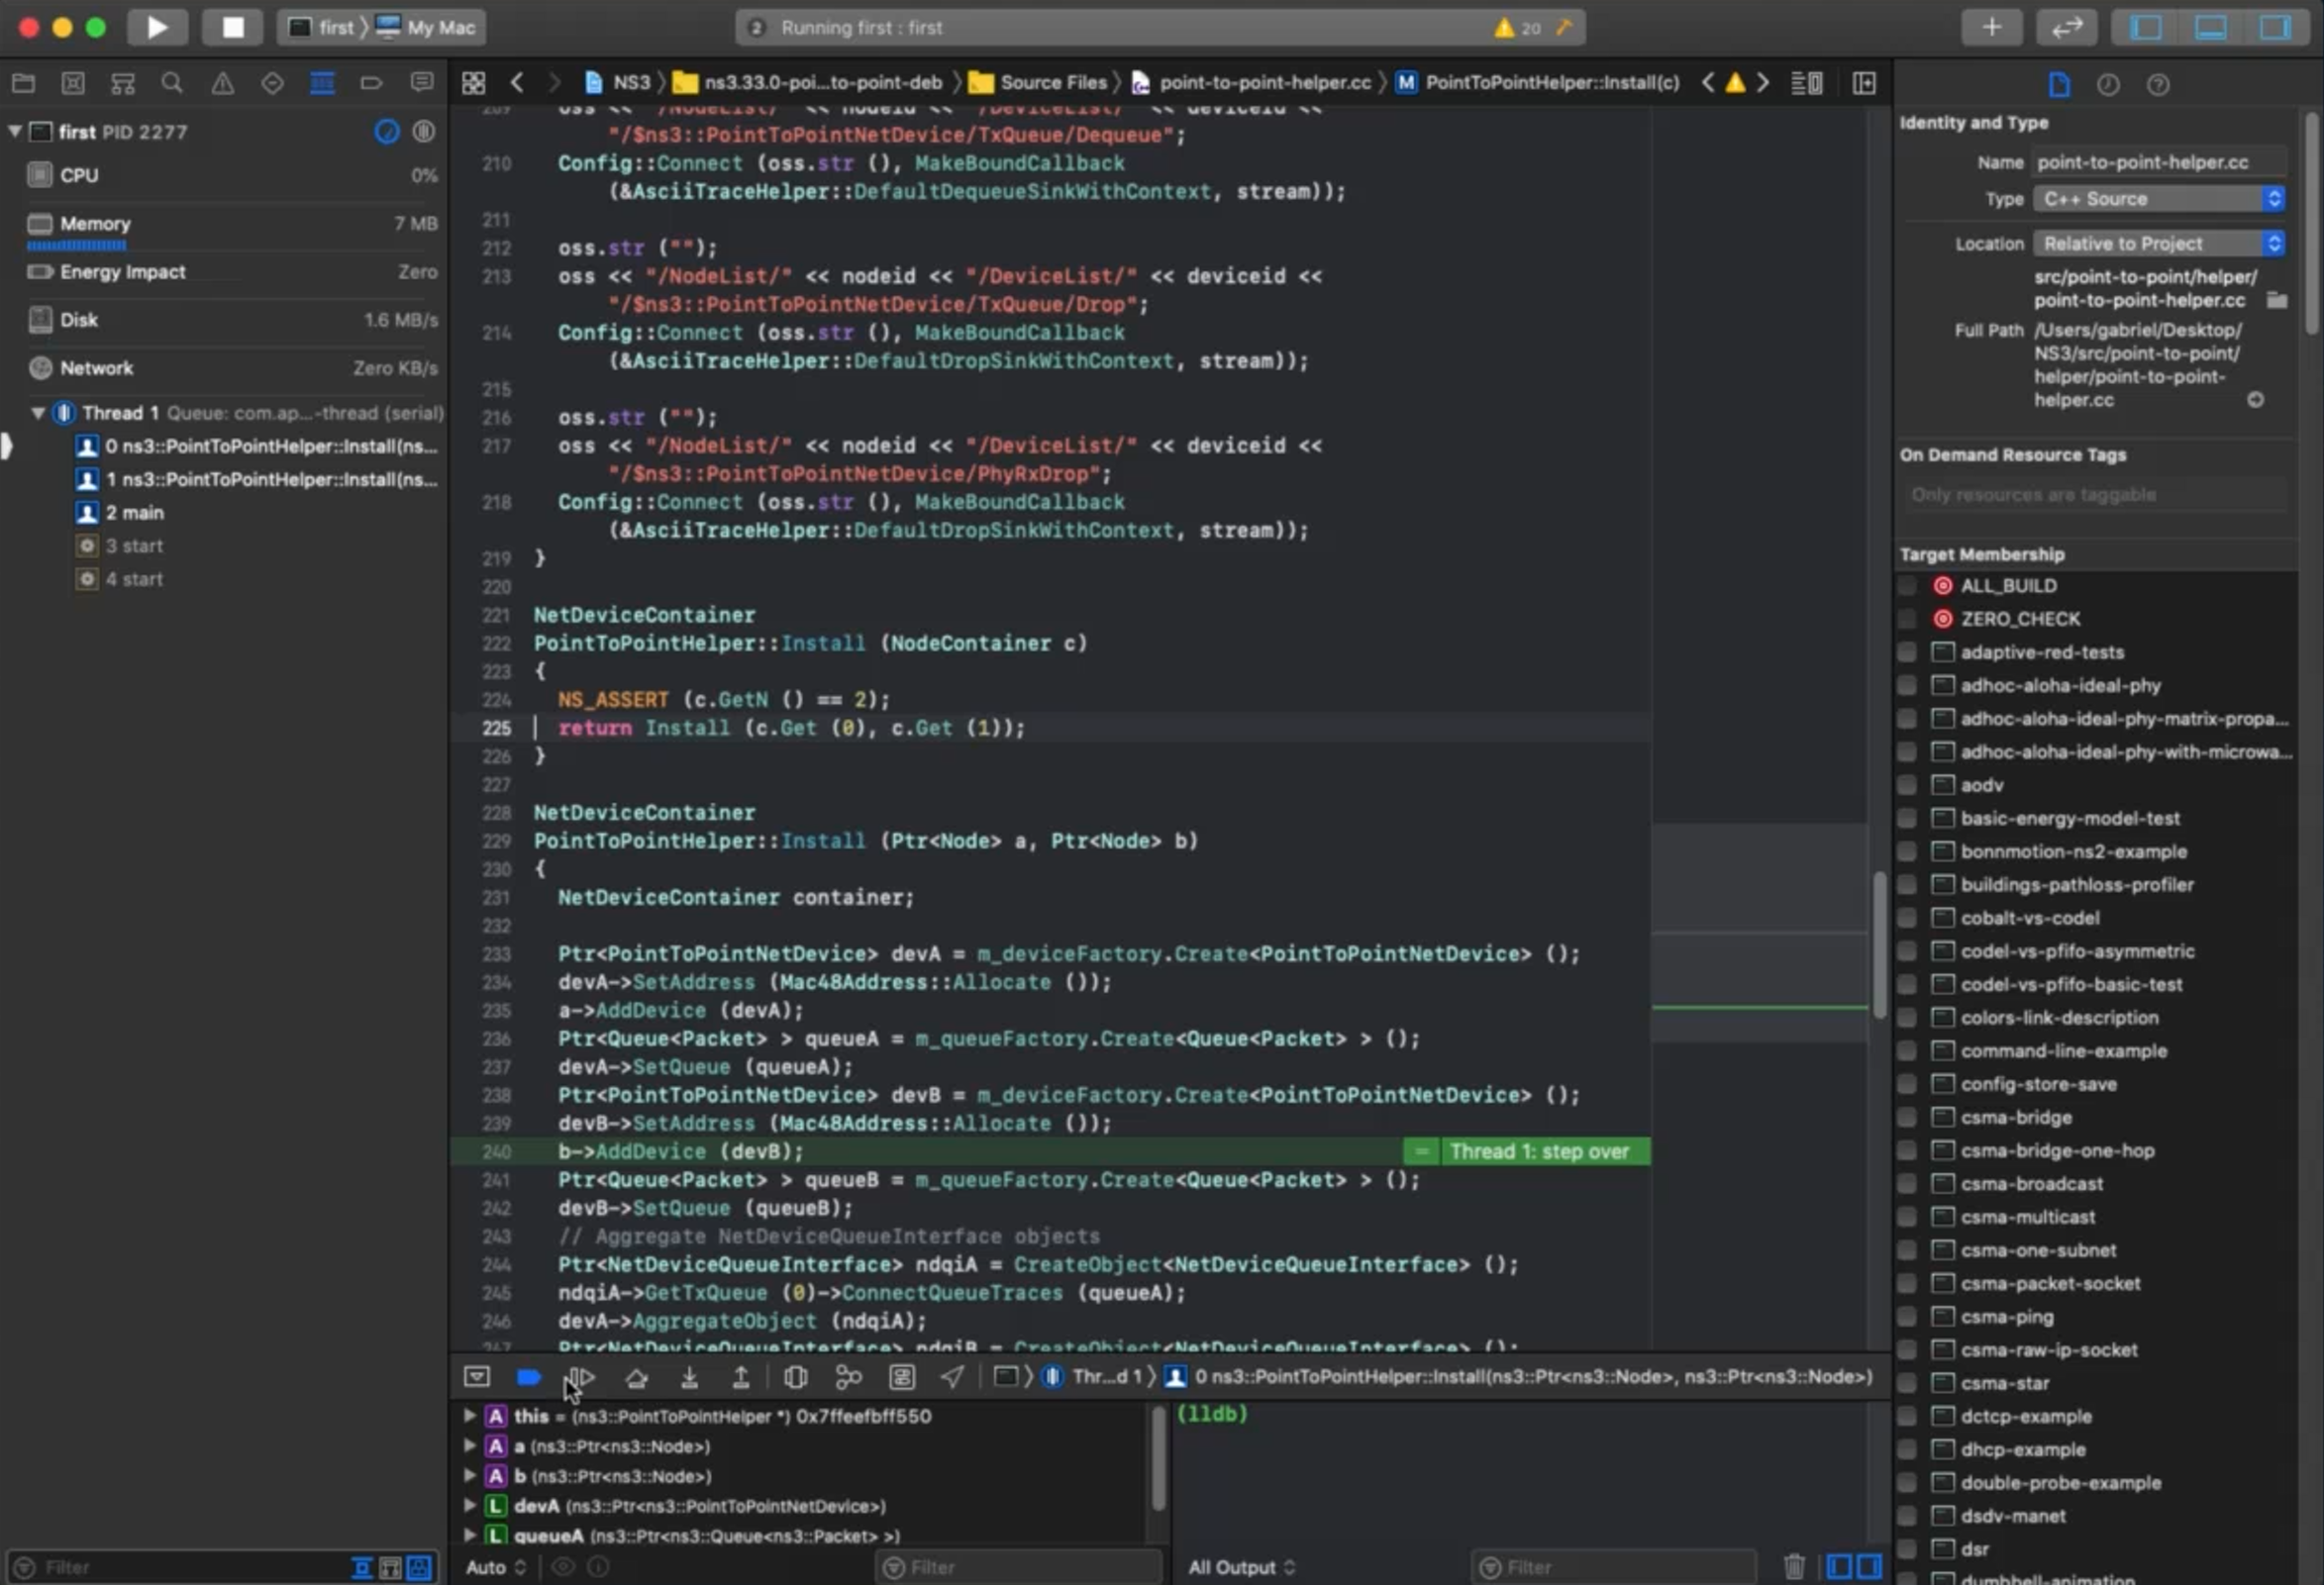 first › My Mac
2 Running first : first
20
NS3 › ns3.33.0-poi...to-point-deb › Source Files › point-to-point-helper.cc › M PointToPointHelper::Install(c)
first PID 2277
CPU 0%
Memory 7 MB
Energy Impact Zero
Disk 1.6 MB/s
Network Zero KB/s
Thread 1 Queue: com.ap...-thread (serial)
0 ns3::PointToPointHelper::Install(ns...
1 ns3::PointToPointHelper::Install(ns...
2 main
3 start
4 start
Filter
209 oss << "/NodeList/" << nodeid << "/DeviceList/" << deviceid <<
"/$ns3::PointToPointNetDevice/TxQueue/Dequeue";
210 Config::Connect (oss.str (), MakeBoundCallback
(&AsciiTraceHelper::DefaultDequeueSinkWithContext, stream));
211
212 oss.str ("");
213 oss << "/NodeList/" << nodeid << "/DeviceList/" << deviceid <<
"/$ns3::PointToPointNetDevice/TxQueue/Drop";
214 Config::Connect (oss.str (), MakeBoundCallback
(&AsciiTraceHelper::DefaultDropSinkWithContext, stream));
215
216 oss.str ("");
217 oss << "/NodeList/" << nodeid << "/DeviceList/" << deviceid <<
"/$ns3::PointToPointNetDevice/PhyRxDrop";
218 Config::Connect (oss.str (), MakeBoundCallback
(&AsciiTraceHelper::DefaultDropSinkWithContext, stream));
219 }
220
221 NetDeviceContainer
222 PointToPointHelper::Install (NodeContainer c)
223 {
224 NS_ASSERT (c.GetN () == 2);
225 return Install (c.Get (0), c.Get (1));
226 }
227
228 NetDeviceContainer
229 PointToPointHelper::Install (Ptr<Node> a, Ptr<Node> b)
230 {
231 NetDeviceContainer container;
232
233 Ptr<PointToPointNetDevice> devA = m_deviceFactory.Create<PointToPointNetDevice> ();
234 devA->SetAddress (Mac48Address::Allocate ());
235 a->AddDevice (devA);
236 Ptr<Queue<Packet> > queueA = m_queueFactory.Create<Queue<Packet> > ();
237 devA->SetQueue (queueA);
238 Ptr<PointToPointNetDevice> devB = m_deviceFactory.Create<PointToPointNetDevice> ();
239 devB->SetAddress (Mac48Address::Allocate ());
240 b->AddDevice (devB); = Thread 1: step over
241 Ptr<Queue<Packet> > queueB = m_queueFactory.Create<Queue<Packet> > ();
242 devB->SetQueue (queueB);
243 // Aggregate NetDeviceQueueInterface objects
244 Ptr<NetDeviceQueueInterface> ndqiA = CreateObject<NetDeviceQueueInterface> ();
245 ndqiA->GetTxQueue (0)->ConnectQueueTraces (queueA);
246 devA->AggregateObject (ndqiA);
247 Ptr<NetDeviceQueueInterface> ndqiB = CreateObject<NetDeviceQueueInterface> ();
Thr...d 1 › 0 ns3::PointToPointHelper::Install(ns3::Ptr<ns3::Node>, ns3::Ptr<ns3::Node>)
A this = (ns3::PointToPointHelper *) 0x7ffeefbff550
A a (ns3::Ptr<ns3::Node>)
A b (ns3::Ptr<ns3::Node>)
L devA (ns3::Ptr<ns3::PointToPointNetDevice>)
L queueA (ns3::Ptr<ns3::Queue<ns3::Packet> >)
Auto
Filter
(lldb)
All Output
Filter
Identity and Type
Name point-to-point-helper.cc
Type C++ Source
Location Relative to Project
src/point-to-point/helper/
point-to-point-helper.cc
Full Path /Users/gabriel/Desktop/
NS3/src/point-to-point/
helper/point-to-point-
helper.cc
On Demand Resource Tags
Only resources are taggable
Target Membership
ALL_BUILD
ZERO_CHECK
adaptive-red-tests
adhoc-aloha-ideal-phy
adhoc-aloha-ideal-phy-matrix-propa...
adhoc-aloha-ideal-phy-with-microwa...
aodv
basic-energy-model-test
bonnmotion-ns2-example
buildings-pathloss-profiler
cobalt-vs-codel
codel-vs-pfifo-asymmetric
codel-vs-pfifo-basic-test
colors-link-description
command-line-example
config-store-save
csma-bridge
csma-bridge-one-hop
csma-broadcast
csma-multicast
csma-one-subnet
csma-packet-socket
csma-ping
csma-raw-ip-socket
csma-star
dctcp-example
dhcp-example
double-probe-example
dsdv-manet
dsr
dumbbell-animation